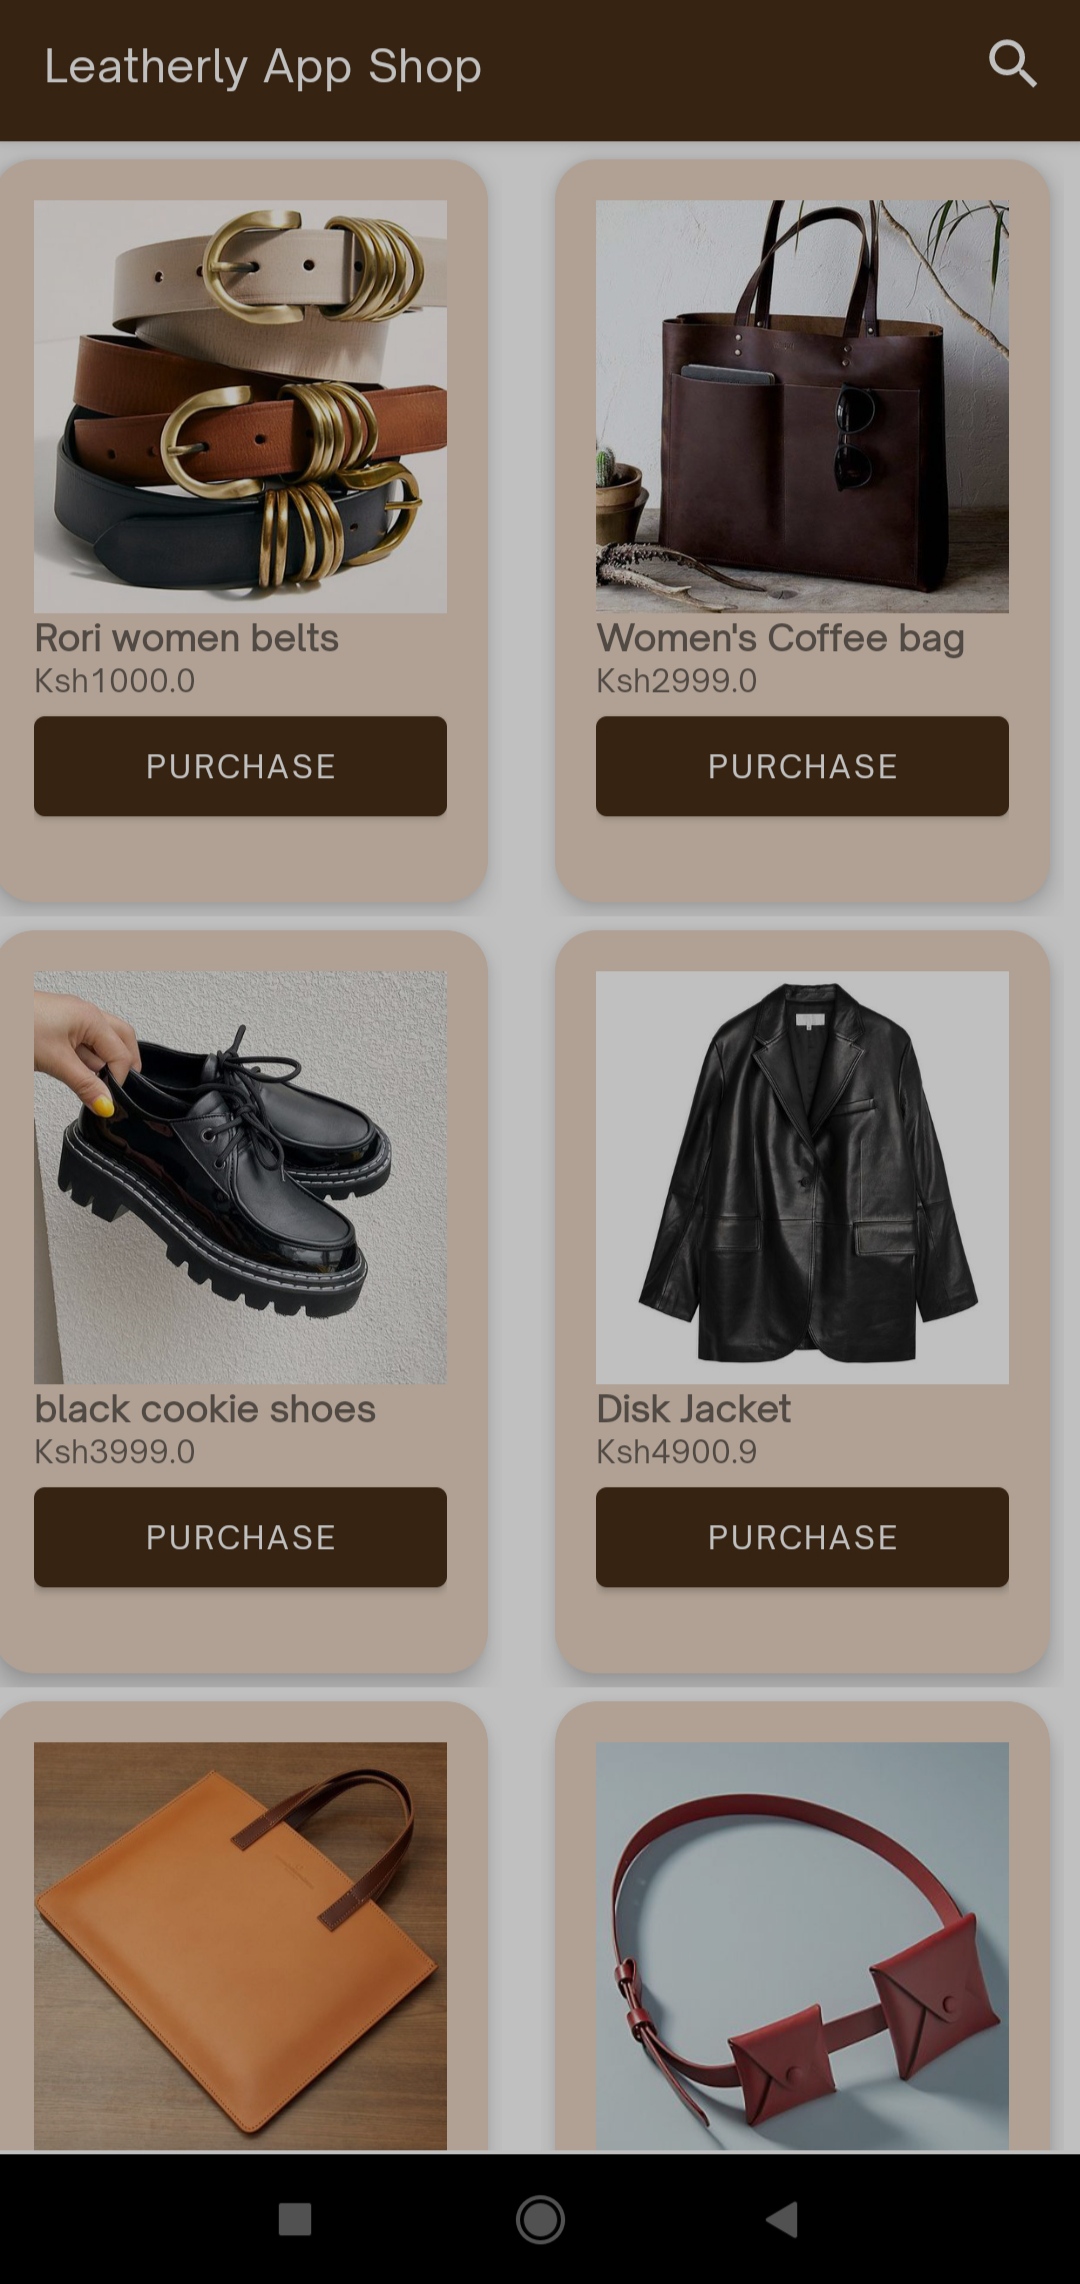 Leatherly App Shop
Rori women belts
Ksh1000.0
PURCHASE
Women's Coffee bag
Ksh2999.0
PURCHASE
black cookie shoes
Ksh3999.0
PURCHASE
Disk Jacket
Ksh4900.9
PURCHASE